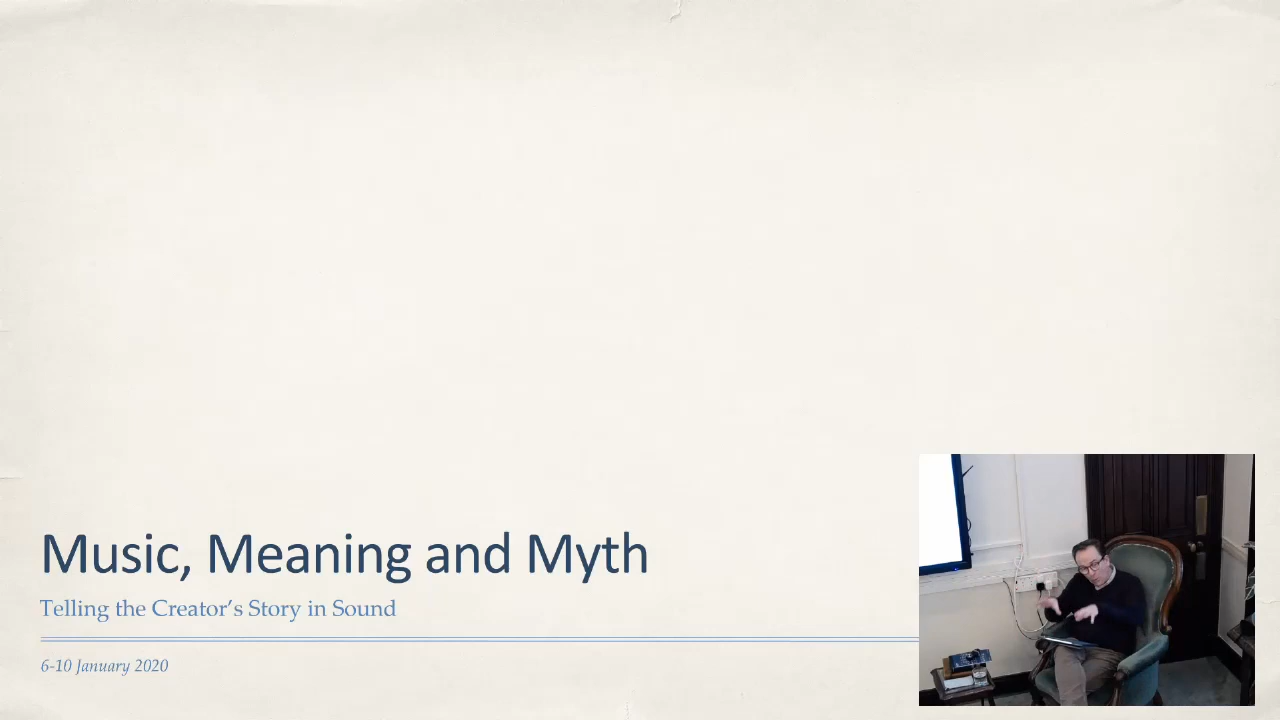 Music, Meaning and Myth
Telling the Creator’s Story in Sound
6-10 January 2020